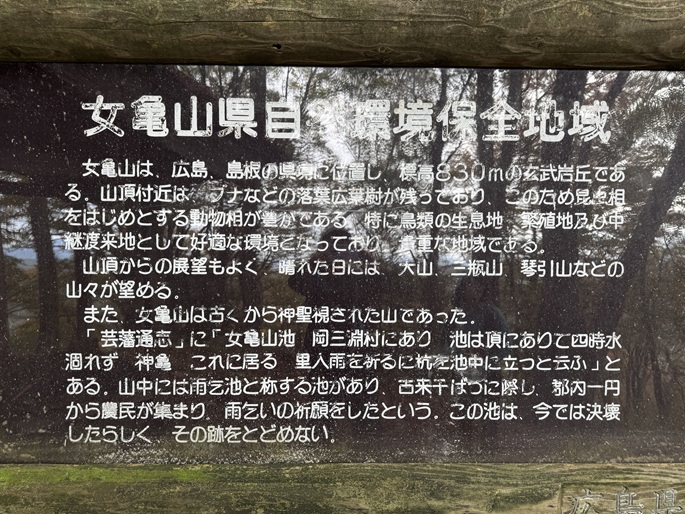 女亀山県自然環境保全地域
女亀山は、広島、島根の県境に位置し、標高830mの玄武岩丘であ
る。山頂付近は、ブナなどの落葉広葉樹が残っており、このため昆虫相
をはじめとする動物相が豊かである。特に鳥類の生息地、繁殖地及び中
継渡来地として好適な環境となっており、貴重な地域である。
山頂からの展望もよく、晴れた日には、大山、三瓶山、琴引山などの
山々が望める。
また、女亀山は古くから神聖視された山であった。
「芸藩通志」に「女亀山池 同三淵村にあり 池は頂にありて四時水
涸れず 神亀 これに居る 里人雨を祈るに杭を池中に立つと云ふ」と
ある。山中には雨乞池と称する池があり、古来干ばつに際し、郡内一円
から農民が集まり、雨乞いの祈願をしたという。この池は、今では決壊
したらしく、その跡をとどめない。
広島県